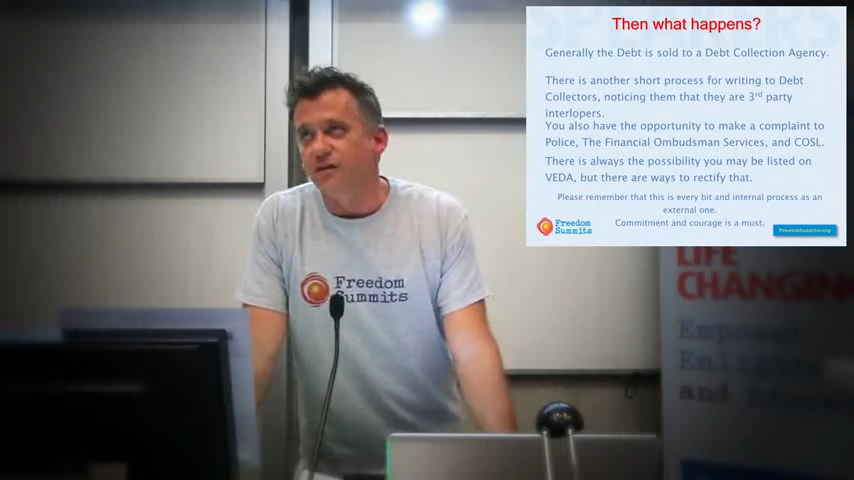 Then what happens?
Generally the Debt is sold to a Debt Collection Agency.
There is another short process for writing to Debt
Collectors, noticing them that they are 3rd party
interlopers.
You also have the opportunity to make a complaint to
Police, The Financial Ombudsman Services, and COSL.
There is always the possibility you may be listed on
VEDA, but there are ways to rectify that.
Please remember that this is every bit and internal process as an
external one.
Commitment and courage is a must.
Freedom
Summits
Freedom
Summits
LIFE
CHANGING
Empower
and